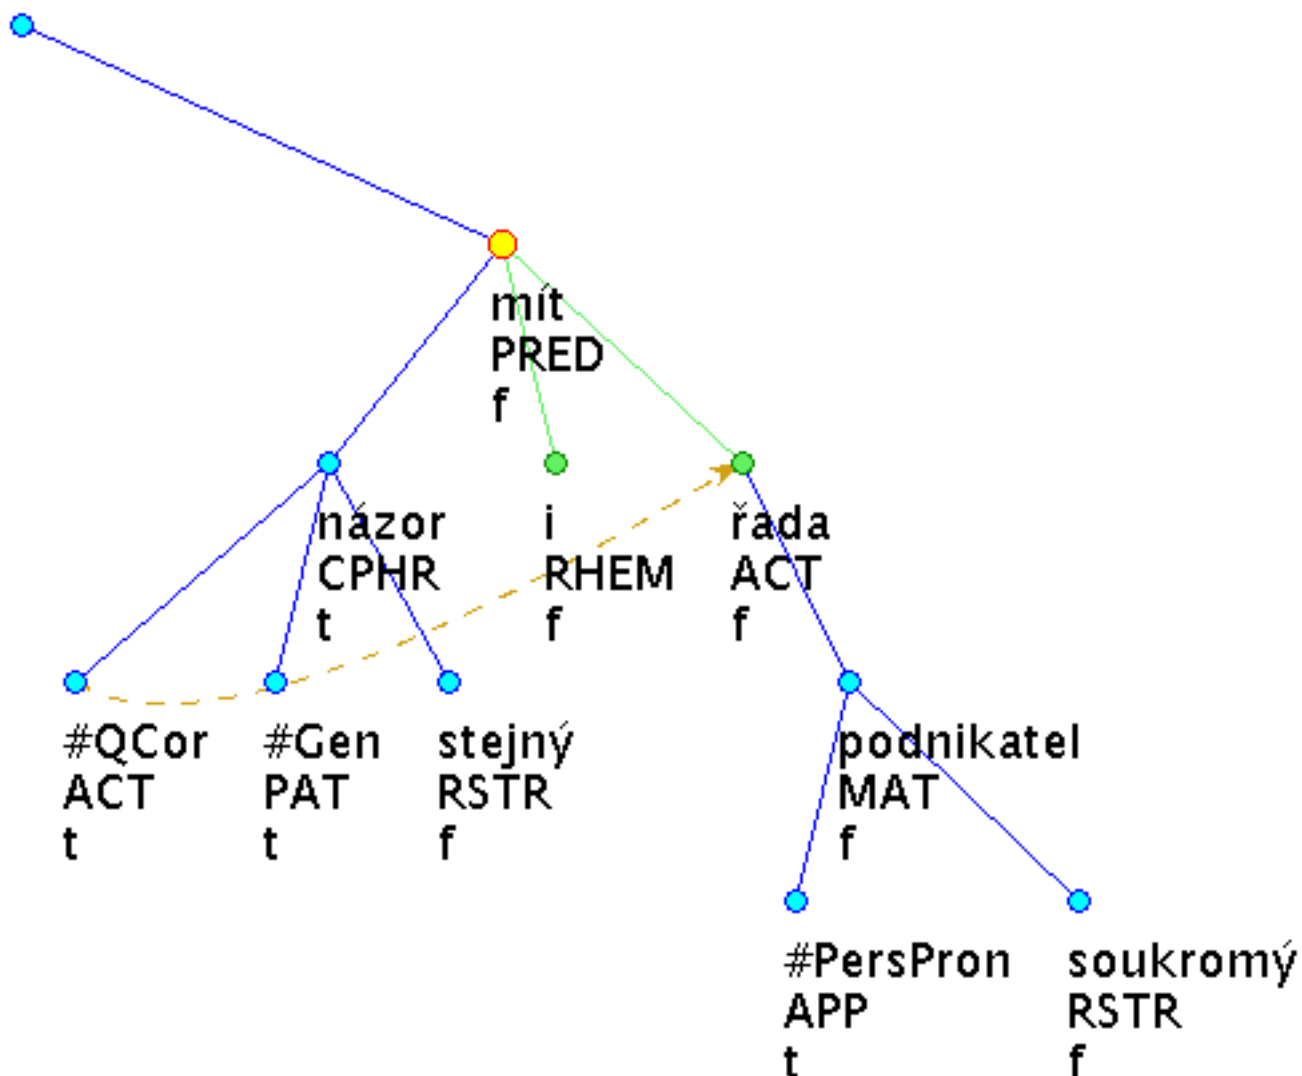 mít
PRED
f
názor
CPHR
t
i
RHEM
f
řada
ACT
f
#QCor
ACT
t
#Gen
PAT
t
stejný
RSTR
f
podnikatel
MAT
f
#PersPron
APP
t
soukromý
RSTR
f